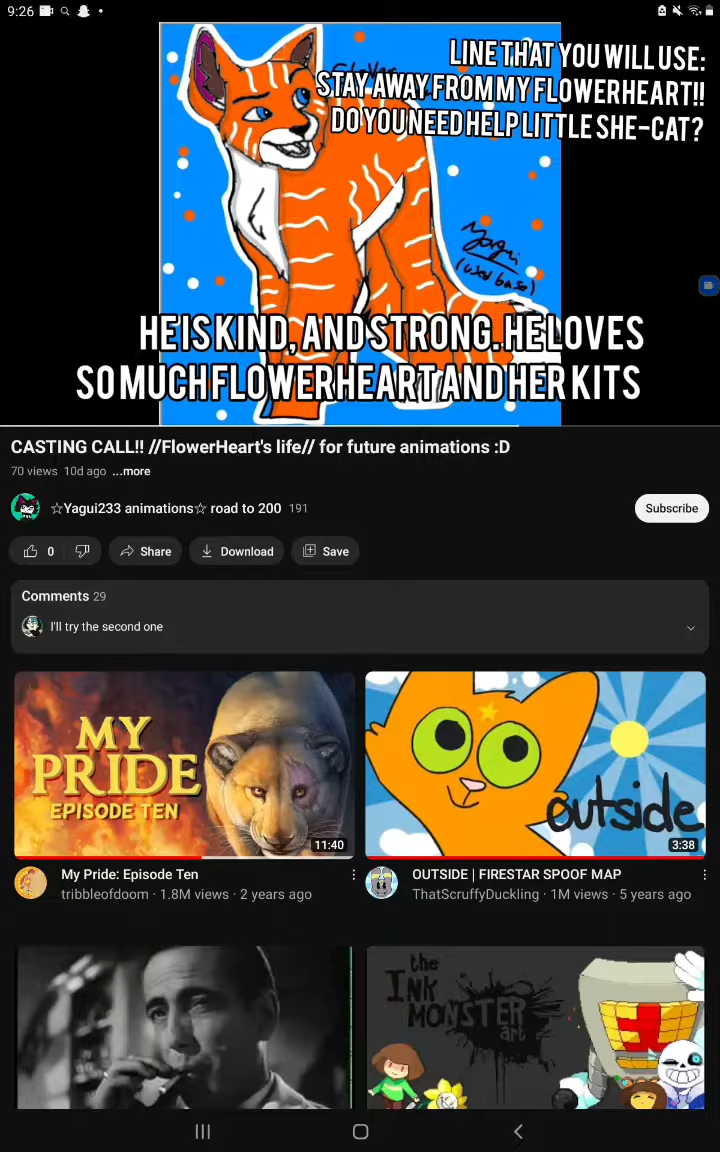 9:26
LINE THAT YOU WILL USE:
STAY AWAY FROM MY FLOWERHEART!!
DO YOU NEED HELP LITTLE SHE-CAT?
Yagui
(used base)
HE IS KIND, AND STRONG. HE LOVES
SO MUCH FLOWERHEART AND HER KITS
CASTING CALL!! //FlowerHeart's life// for future animations :D
70 views 10d ago ...more
☆Yagui233 animations☆ road to 200 191
Subscribe
0
Share
Download
Save
Comments 29
I'll try the second one
MY
PRIDE
EPISODE TEN
11:40
outside
3:38
My Pride: Episode Ten
tribbleofdoom · 1.8M views · 2 years ago
OUTSIDE | FIRESTAR SPOOF MAP
ThatScruffyDuckling · 1M views · 5 years ago
the
INK
MONSTER
art